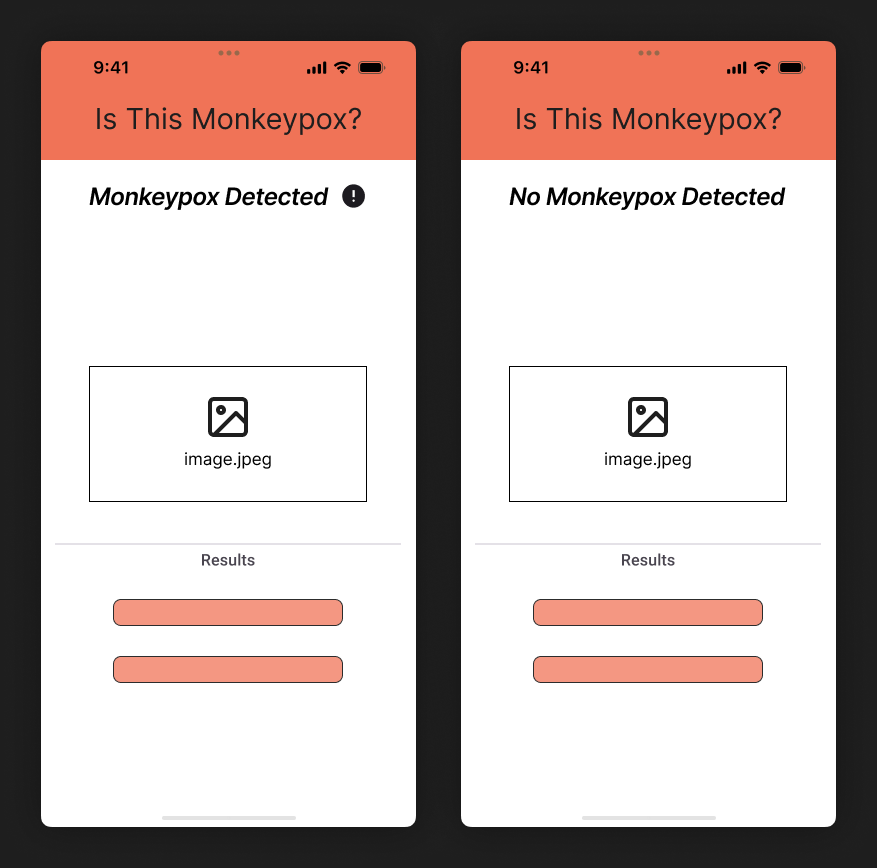 9:41
Is This Monkeypox?
Monkeypox Detected
image.jpeg
Results
9:41
Is This Monkeypox?
No Monkeypox Detected
image.jpeg
Results